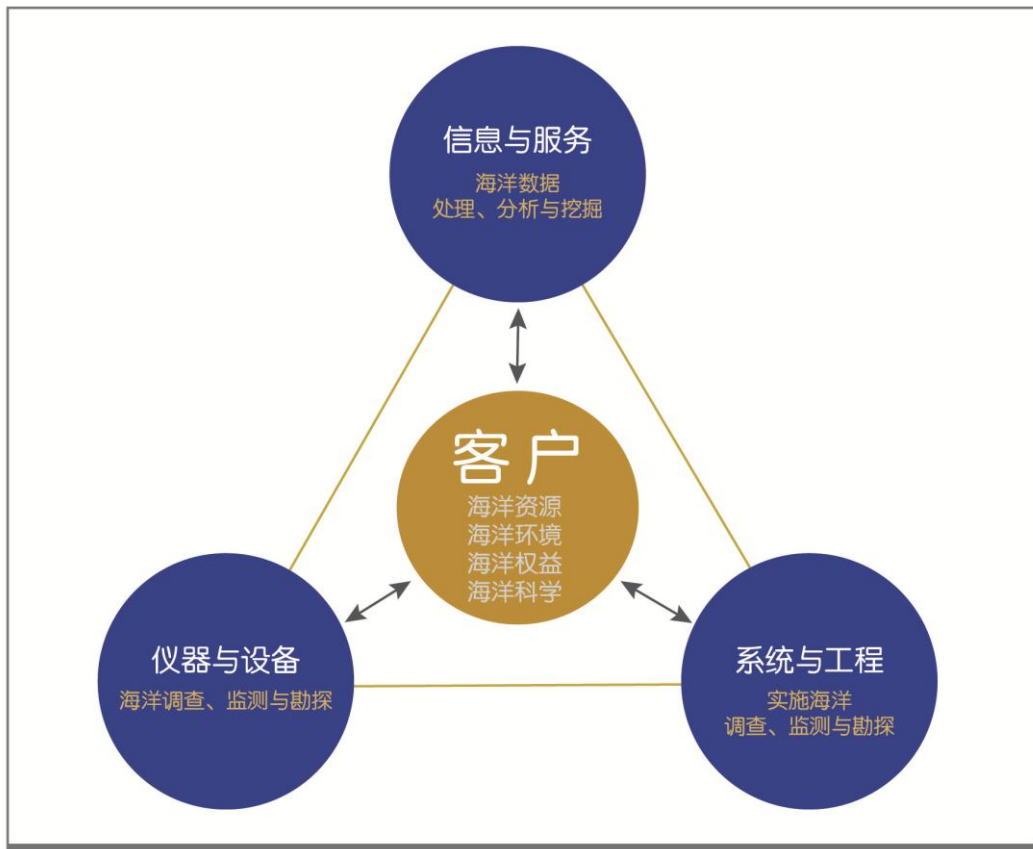 信息与服务
海洋数据
处理、分析与挖掘
客户
海洋资源
海洋环境
海洋权益
海洋科学
仪器与设备
海洋调查、监测与勘探
系统与工程
实施海洋
调查、监测与勘探